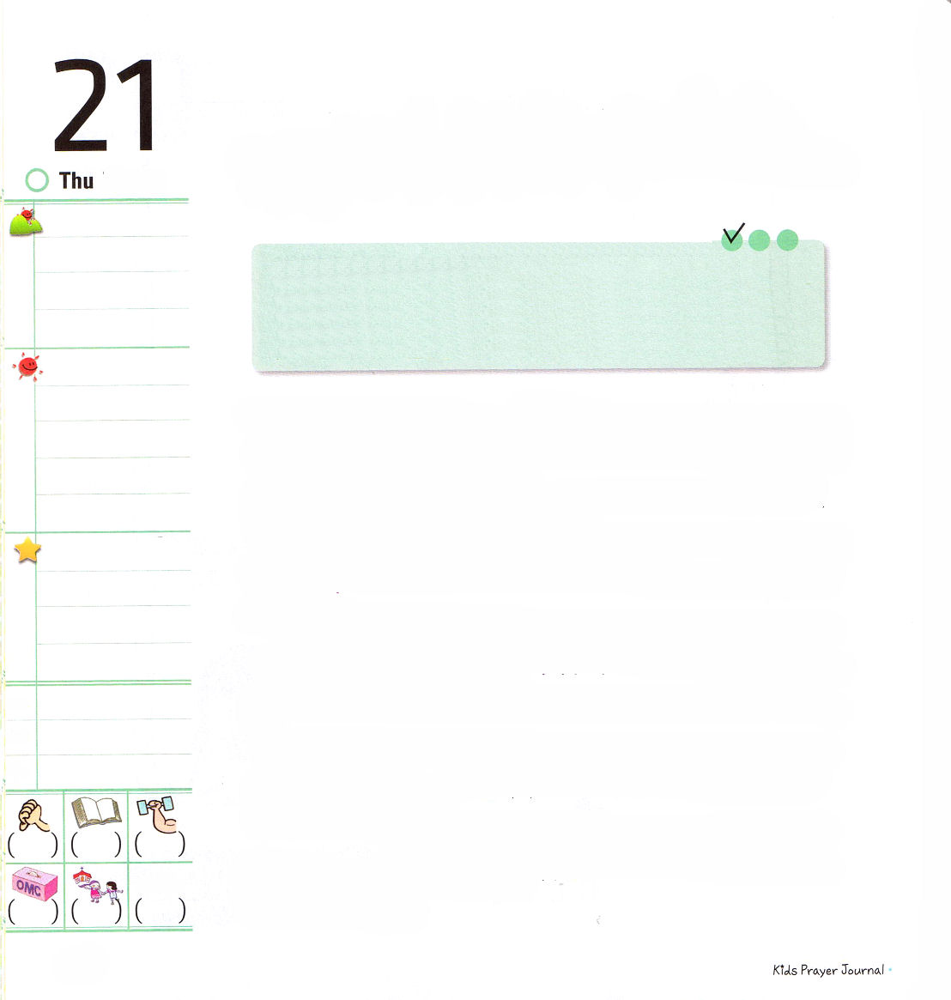 21
Thu
( ) ( ) ( )
OMC
( ) ( ) ( )
Kids Prayer Journal